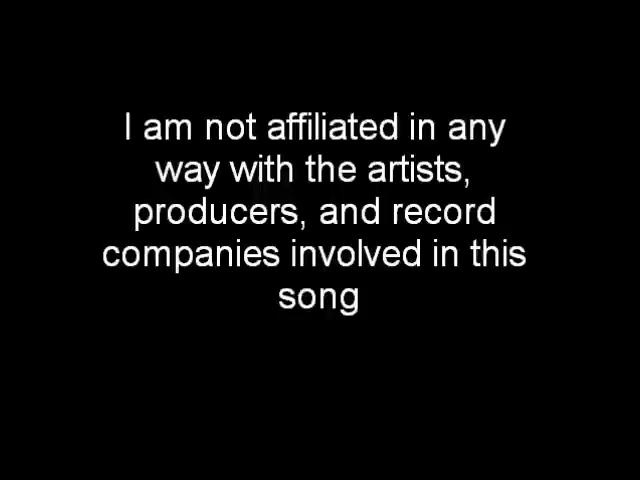 I am not affiliated in any
way with the artists,
producers, and record
companies involved in this
song